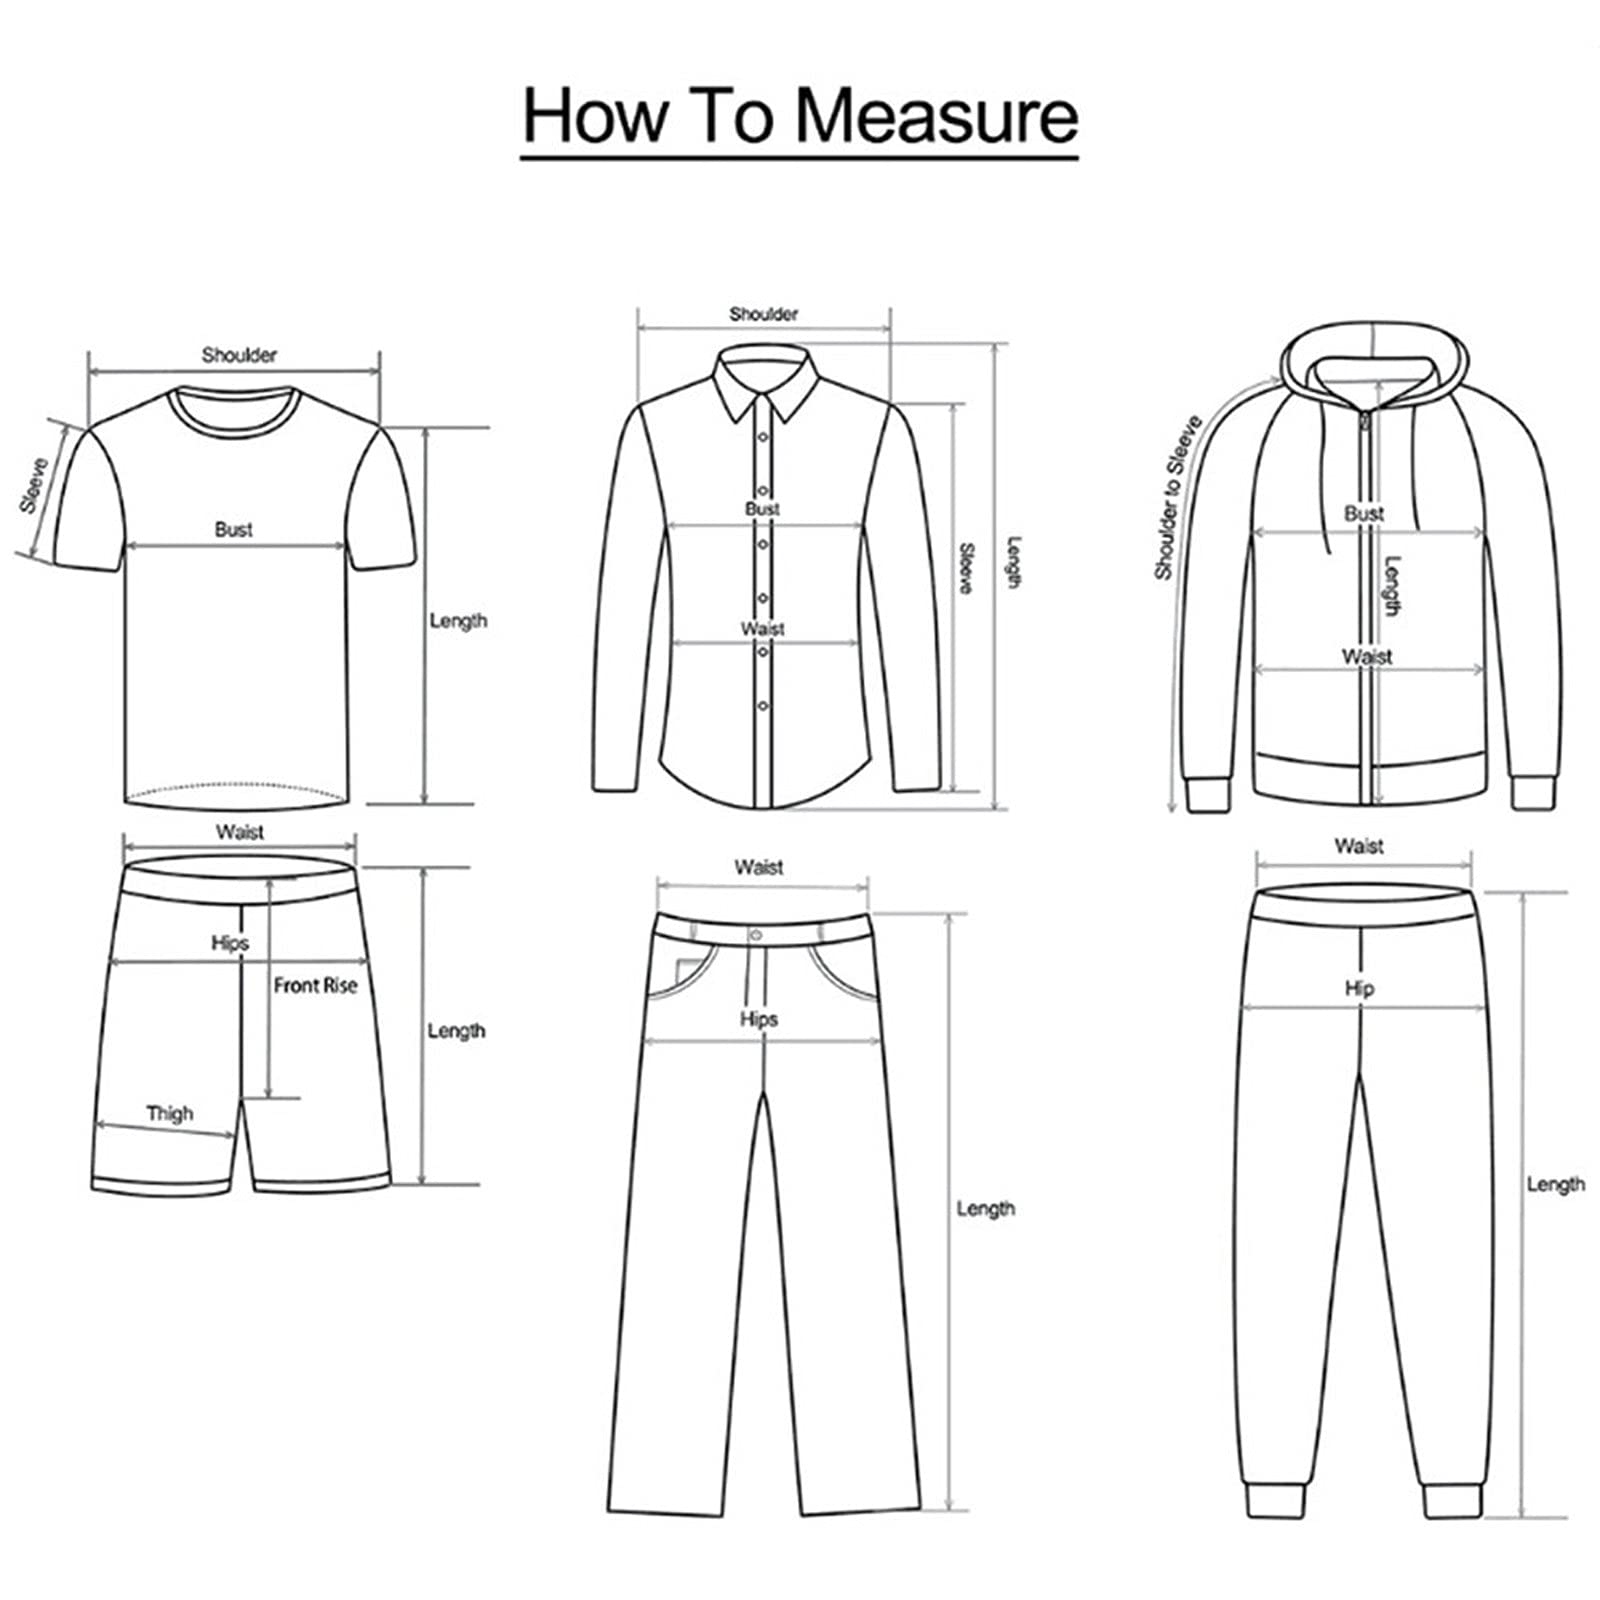 How To Measure
Shoulder
Sleeve
Bust
Length
Shoulder
Bust
Waist
Sleeve
Length
Shoulder to Sleeve
Bust
Length
Waist
Waist
Hips
Front Rise
Thigh
Length
Waist
Hips
Length
Waist
Hip
Length